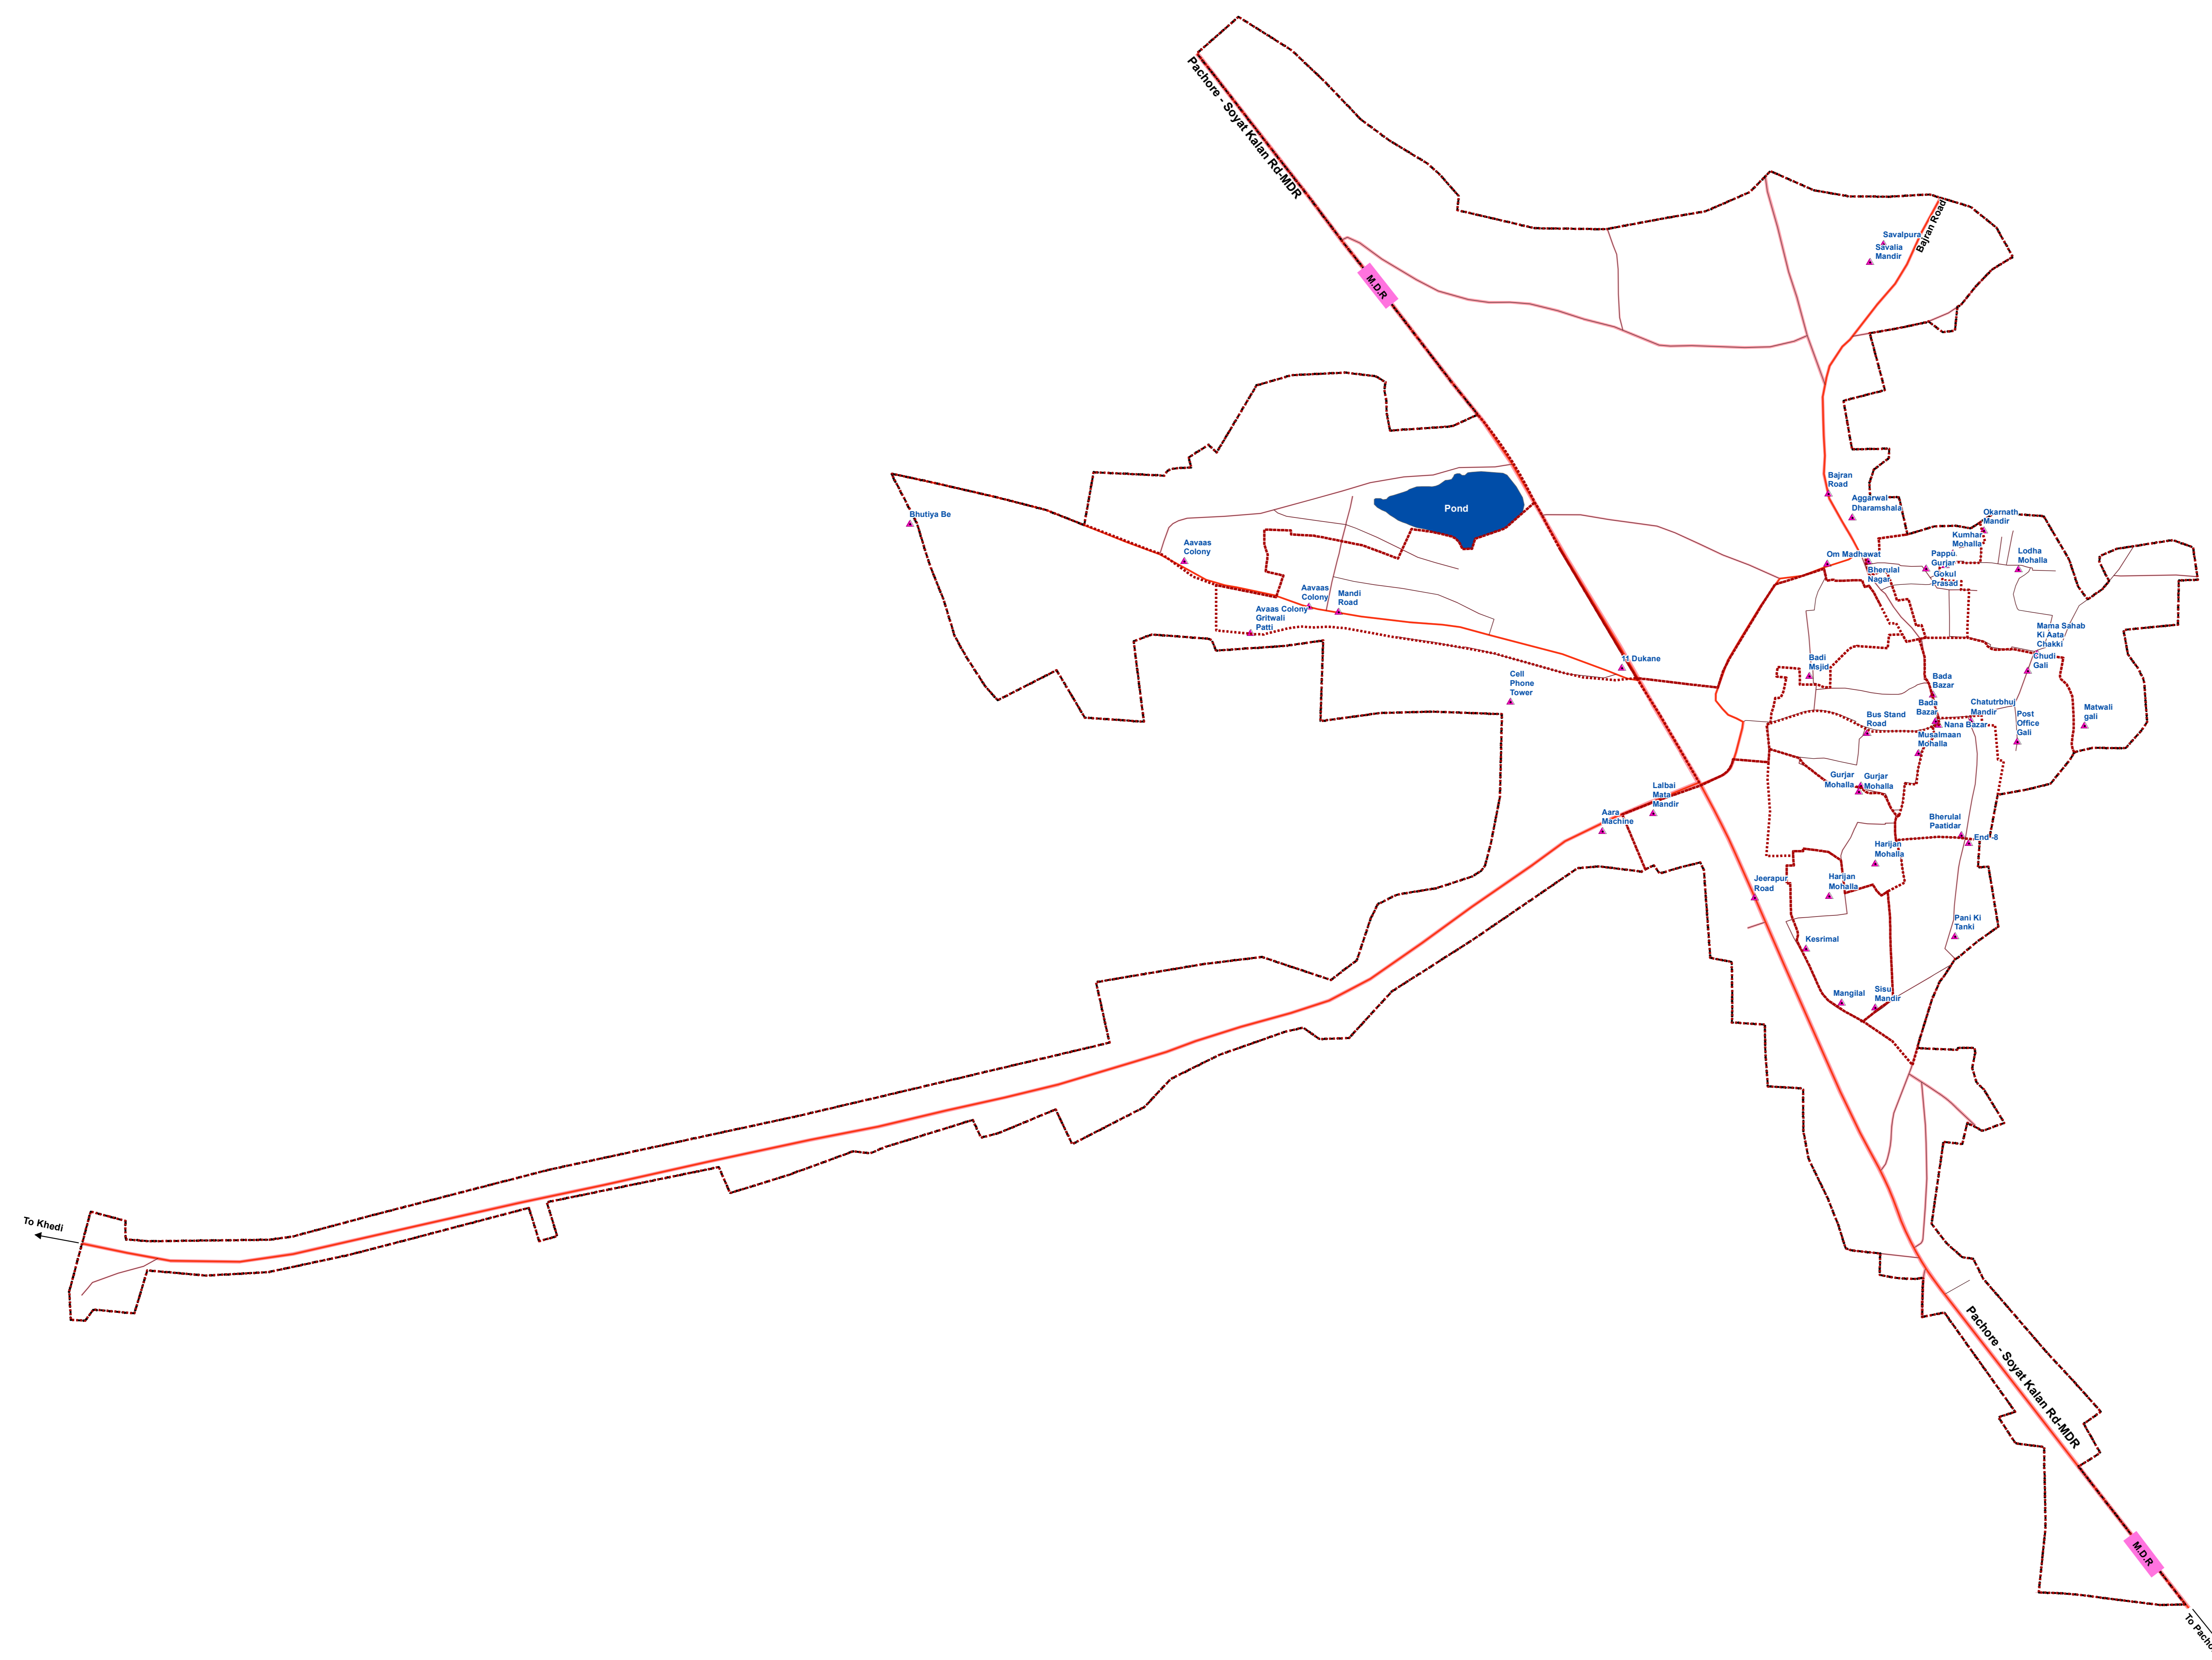 Pachore - Soyat Kalan Rd-MDR
M.D.R
Savalpura
Savalia
Mandir
Bajran Road
Pond
Bhutiya Be
Aavaas
Colony
Aavaas
Colony
Mandi
Road
Avaas Colony
Gritwali
Patti
11 Dukane
Cell
Phone
Tower
Bajran
Road
Aggarwal
Dharamshala
Okarnath
Mandir
Kumhar
Mohalla
Om Madhawat
Pappu
Gurjar
Lodha
Mohalla
Bherulal
Nagar
Gokul
Prasad
Mama Sahab
Ki Aata
Chakki
Badi
Msjid
Chudi
Gali
Bada
Bazar
Bada
Bazar
Chatutrbhuj
Mandir
Nana Bazar
Bus Stand
Road
Post
Office
Gali
Matwali
gali
Musalmaan
Mohalla
Gurjar
Mohalla
Gurjar
Mohalla
Lalbai
Mata
Mandir
Aara
Machine
Bherulal
Paatidar
End -8
Harijan
Mohalla
Jeerapur
Road
Harijan
Mohalla
Pani Ki
Tanki
Kesrimal
Mangilal
Sisu
Mandir
To Khedi
Pachore - Soyat Kalan Rd-MDR
M.D.R
To Pacho